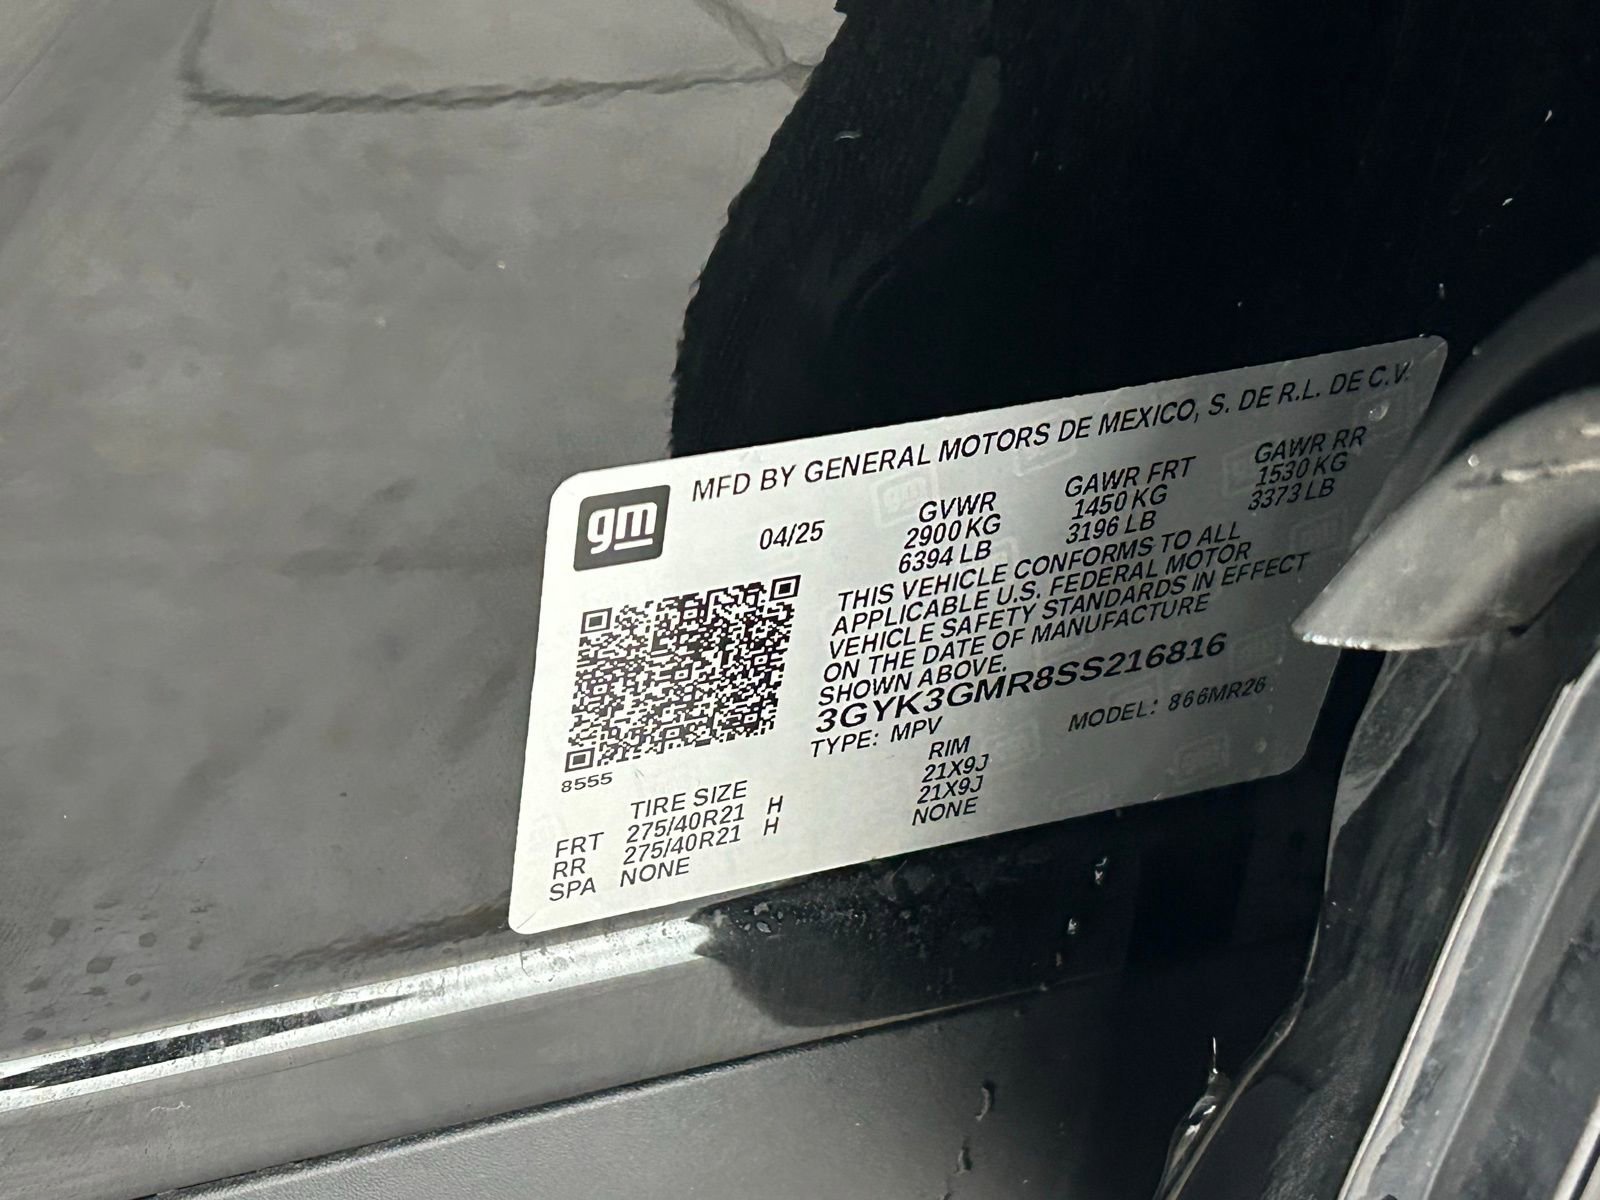 MFD BY GENERAL MOTORS DE MEXICO, S. DE R.L. DE C.V.
gm
04/25
GVWR GAWR FRT GAWR RR
2900 KG 1450 KG 1530 KG
6394 LB 3196 LB 3373 LB
THIS VEHICLE CONFORMS TO ALL
APPLICABLE U.S. FEDERAL MOTOR
VEHICLE SAFETY STANDARDS IN EFFECT
ON THE DATE OF MANUFACTURE
SHOWN ABOVE.
3GYK3GMR8SS216816
TYPE: MPV MODEL: 866MR26
8555
TIRE SIZE RIM
FRT 275/40R21 H 21X9J
RR 275/40R21 H 21X9J
SPA NONE NONE